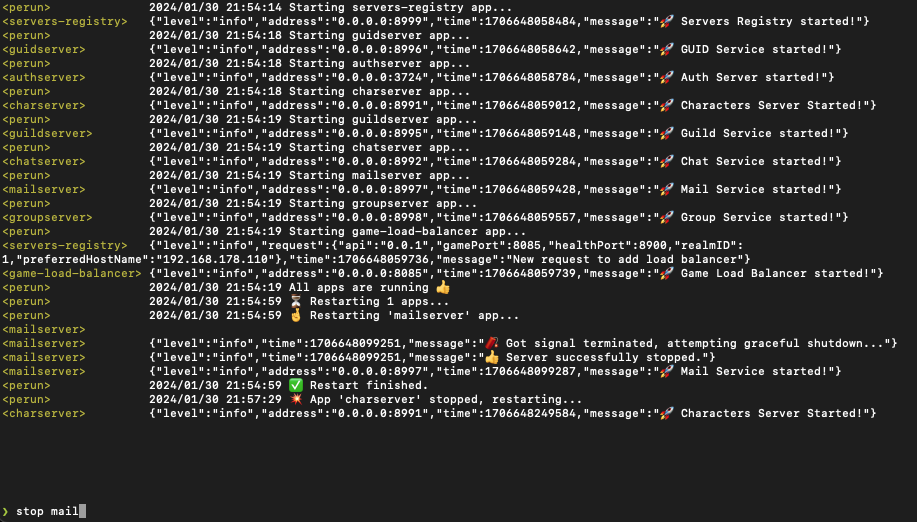 <perun> 2024/01/30 21:54:14 Starting servers-registry app...
<servers-registry> {"level":"info","address":"0.0.0.0:8999","time":1706648058484,"message":"🚀 Servers Registry started!"}
<perun> 2024/01/30 21:54:18 Starting guidserver app...
<guidserver> {"level":"info","address":"0.0.0.0:8996","time":1706648058642,"message":"🚀 GUID Service started!"}
<perun> 2024/01/30 21:54:18 Starting authserver app...
<authserver> {"level":"info","address":"0.0.0.0:3724","time":1706648058784,"message":"🚀 Auth Server started!"}
<perun> 2024/01/30 21:54:18 Starting charserver app...
<charserver> {"level":"info","address":"0.0.0.0:8991","time":1706648059012,"message":"🚀 Characters Server Started!"}
<perun> 2024/01/30 21:54:19 Starting guildserver app...
<guildserver> {"level":"info","address":"0.0.0.0:8995","time":1706648059148,"message":"🚀 Guild Service started!"}
<perun> 2024/01/30 21:54:19 Starting chatserver app...
<chatserver> {"level":"info","address":"0.0.0.0:8992","time":1706648059284,"message":"🚀 Chat Service started!"}
<perun> 2024/01/30 21:54:19 Starting mailserver app...
<mailserver> {"level":"info","address":"0.0.0.0:8997","time":1706648059428,"message":"🚀 Mail Service started!"}
<perun> 2024/01/30 21:54:19 Starting groupserver app...
<groupserver> {"level":"info","address":"0.0.0.0:8998","time":1706648059557,"message":"🚀 Group Service started!"}
<perun> 2024/01/30 21:54:19 Starting game-load-balancer app...
<servers-registry> {"level":"info","request":{"api":"0.0.1","gamePort":8085,"healthPort":8900,"realmID":
1,"preferredHostName":"192.168.178.110"},"time":1706648059736,"message":"New request to add load balancer"}
<game-load-balancer> {"level":"info","address":"0.0.0.0:8085","time":1706648059739,"message":"🚀 Game Load Balancer started!"}
<perun> 2024/01/30 21:54:19 All apps are running 👍
<perun> 2024/01/30 21:54:59 ⏳ Restarting 1 apps...
<perun> 2024/01/30 21:54:59 🤞 Restarting 'mailserver' app...
<mailserver>
<mailserver> {"level":"info","time":1706648099251,"message":"🧨 Got signal terminated, attempting graceful shutdown..."}
<mailserver> {"level":"info","time":1706648099251,"message":"👍 Server successfully stopped."}
<mailserver> {"level":"info","address":"0.0.0.0:8997","time":1706648099287,"message":"🚀 Mail Service started!"}
<perun> 2024/01/30 21:54:59 ✅ Restart finished.
<perun> 2024/01/30 21:57:29 💥 App 'charserver' stopped, restarting...
<charserver> {"level":"info","address":"0.0.0.0:8991","time":1706648249584,"message":"🚀 Characters Server Started!"}
❯ stop mail